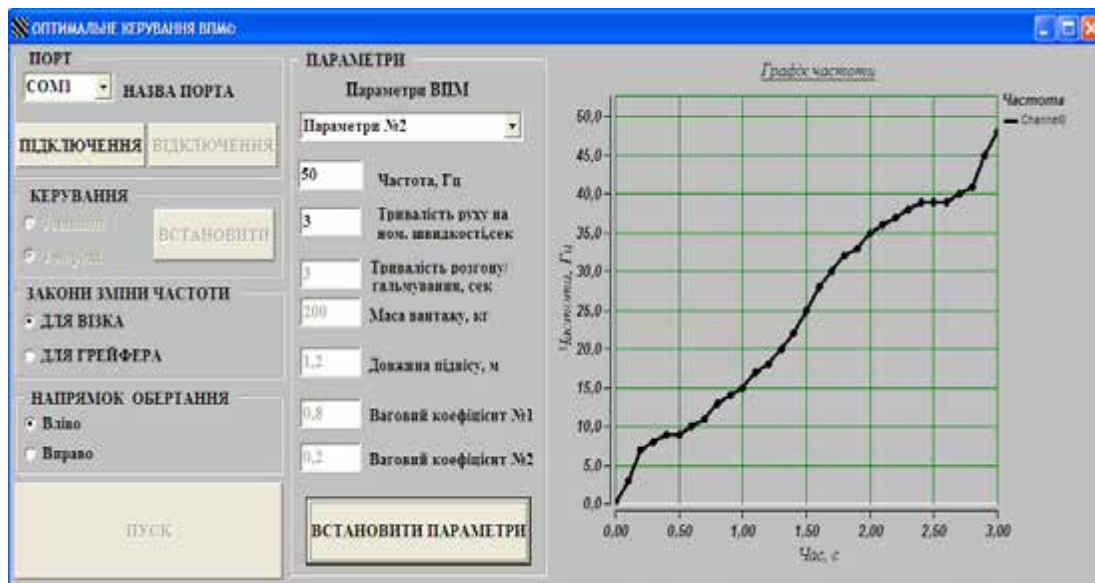 ОПТИМАЛЬНЕ КЕРУВАННЯ ВПМФ
ПОРТ
COM1
НАЗВА ПОРТА
ПІДКЛЮЧЕННЯ
ВІДКЛЮЧЕННЯ
КЕРУВАННЯ
ВСТАНОВИТИ
ЗАКОНИ ЗМІНИ ЧАСТОТИ
ДЛЯ ВІЗКА
ДЛЯ ГРЕЙФЕРА
НАПРЯМОК ОБЕРТАННЯ
Вліво
Вправо
ПУСК
ПАРАМЕТРИ
Параметри ВПМ
Параметри №2
50
Частота, Гц
3
Тривалість руху на
ном. швидкості,сек
3
Тривалість розгону/
гальмування, сек
200
Маса вантажу, кг
1,2
Довжина підвісу, м
0,8
Ваговий коефіцієнт №1
0,2
Ваговий коефіцієнт №2
ВСТАНОВИТИ ПАРАМЕТРИ
Графік частоти
Частота, Гц
50,0
45,0
40,0
35,0
30,0
25,0
20,0
15,0
10,0
5,0
0,0
0,00
0,50
1,00
1,50
2,00
2,50
3,00
Час, с
Частота
Channel0